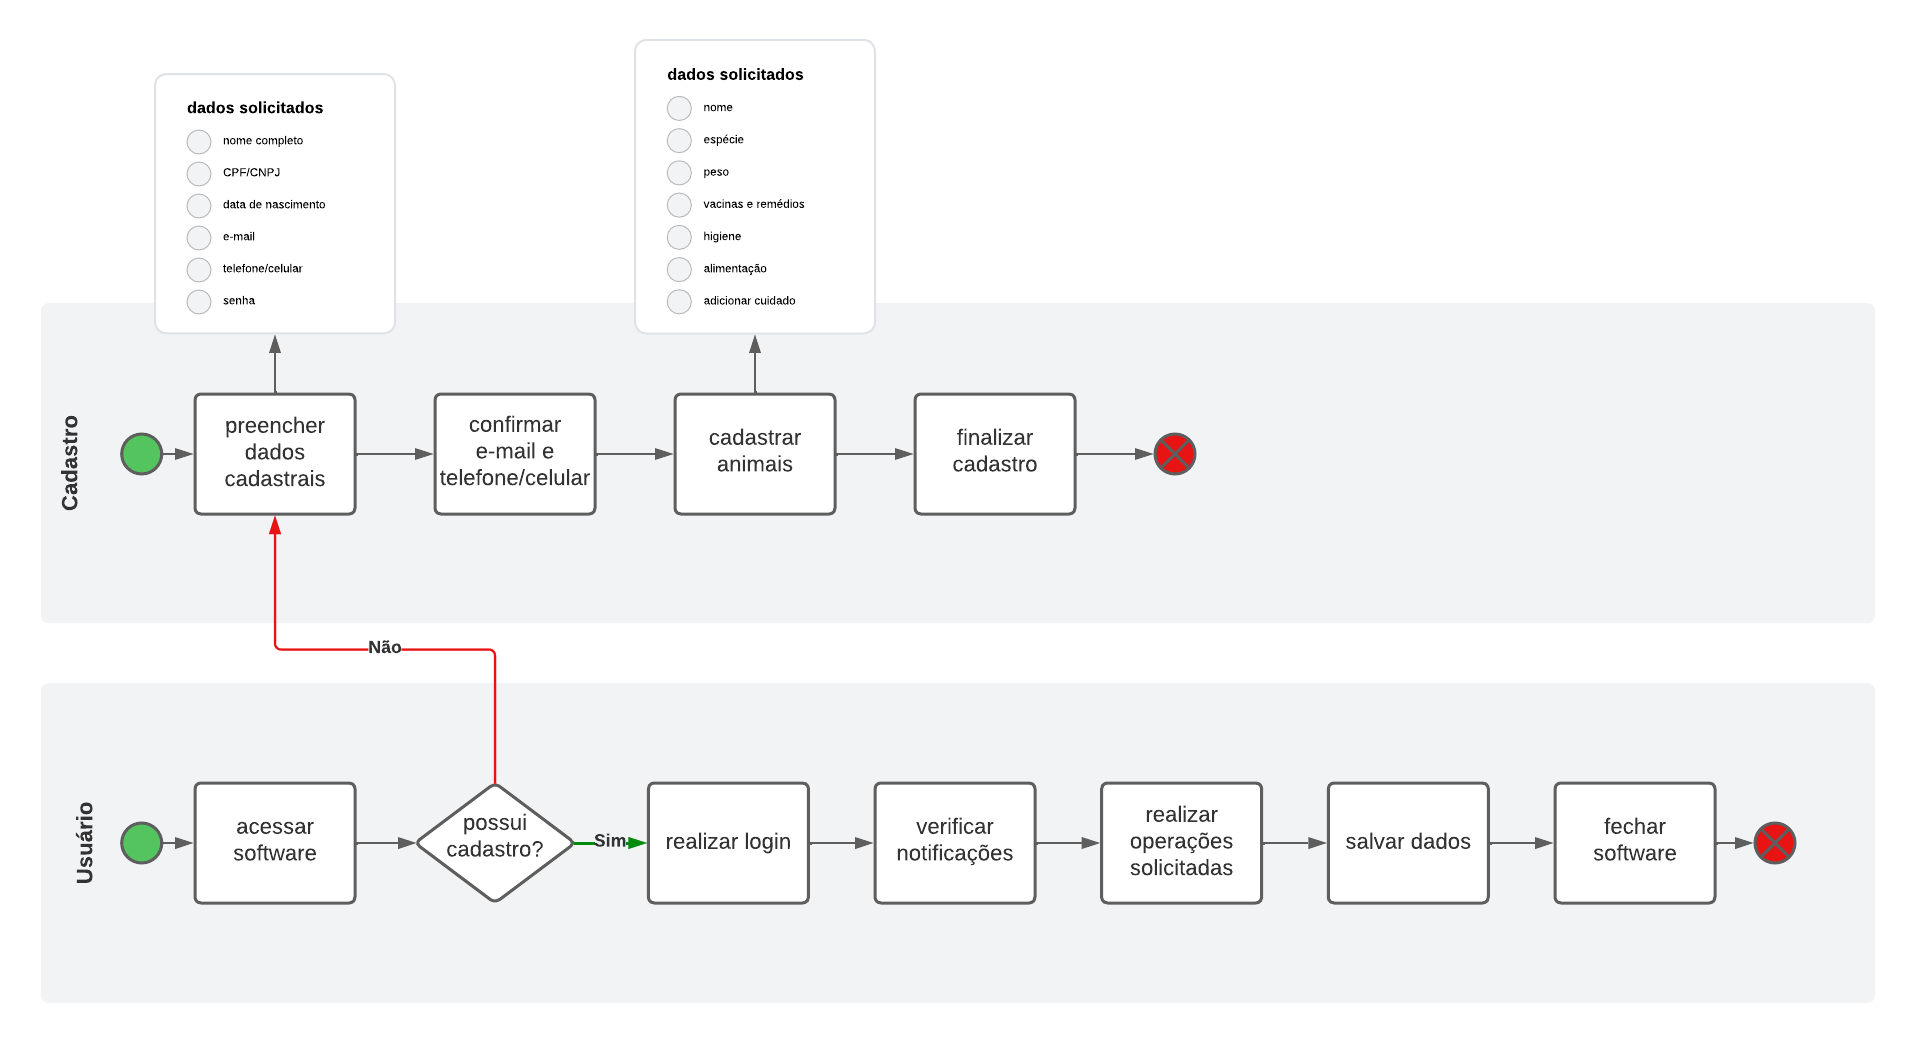 dados solicitados
nome completo
CPF/CNPJ
data de nascimento
e-mail
telefone/celular
senha
dados solicitados
nome
espécie
peso
vacinas e remédios
higiene
alimentação
adicionar cuidado
Cadastro
preencher
dados
cadastrais
confirmar
e-mail e
telefone/celular
cadastrar
animais
finalizar
cadastro
Não
Usuário
acessar
software
possui
cadastro?
Sim
realizar login
verificar
notificações
realizar
operações
solicitadas
salvar dados
fechar
software